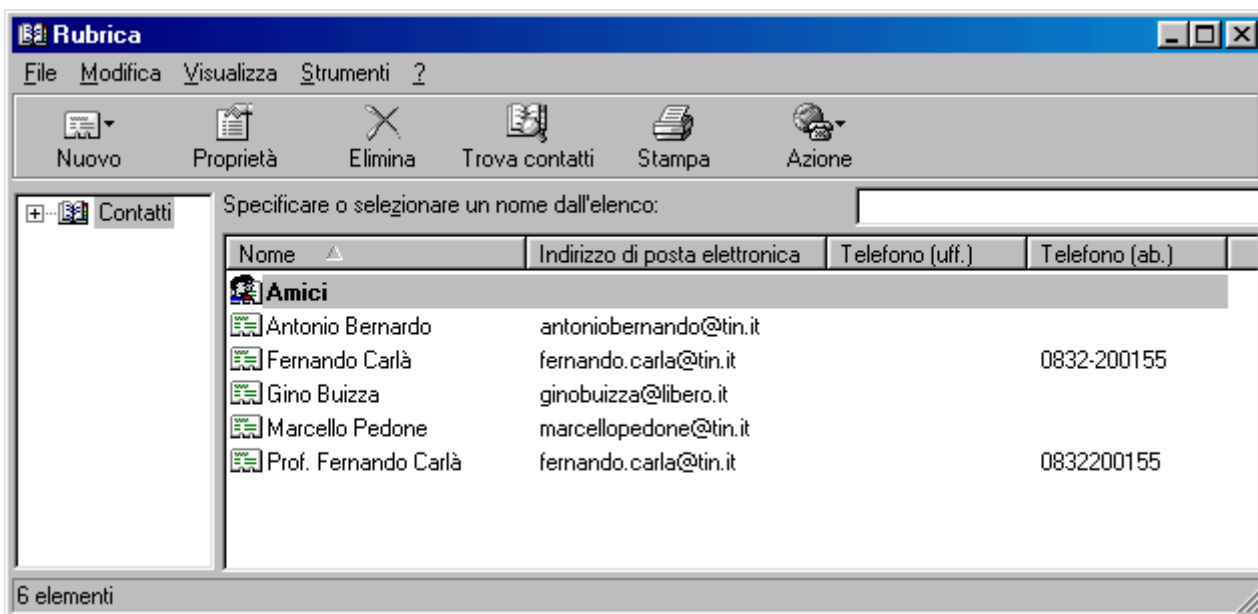 Rubrica
File Modifica Visualizza Strumenti ?
Nuovo Proprietà Elimina Trova contatti Stampa Azione
Contatti
Specificare o selezionare un nome dall'elenco:
Nome Indirizzo di posta elettronica Telefono (uff.) Telefono (ab.)
Amici
Antonio Bernardo antoniobernando@tin.it
Fernando Carlà fernando.carla@tin.it 0832-200155
Gino Buizza ginobuizza@libero.it
Marcello Pedone marcellopedone@tin.it
Prof. Fernando Carlà fernando.carla@tin.it 0832200155
6 elementi